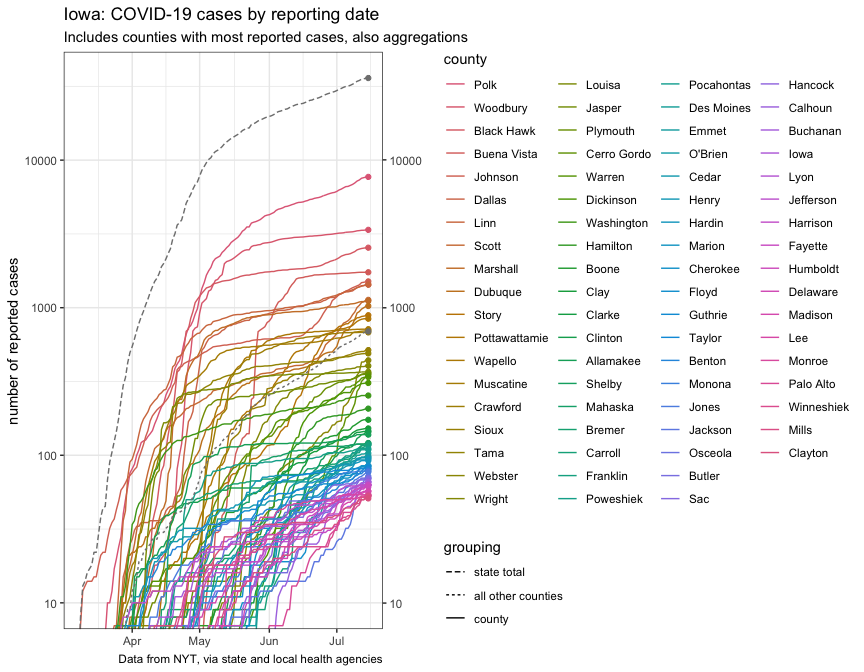 Iowa: COVID-19 cases by reporting date
Includes counties with most reported cases, also aggregations
number of reported cases
10000
1000
100
10
10000
1000
100
10
Apr
May
Jun
Jul
Data from NYT, via state and local health agencies
county
Polk
Woodbury
Black Hawk
Buena Vista
Johnson
Dallas
Linn
Scott
Marshall
Dubuque
Story
Pottawattamie
Wapello
Muscatine
Crawford
Sioux
Tama
Webster
Wright
Louisa
Jasper
Plymouth
Cerro Gordo
Warren
Dickinson
Washington
Hamilton
Boone
Clay
Clarke
Clinton
Allamakee
Shelby
Mahaska
Bremer
Carroll
Franklin
Poweshiek
Pocahontas
Des Moines
Emmet
O'Brien
Cedar
Henry
Hardin
Marion
Cherokee
Floyd
Guthrie
Taylor
Benton
Monona
Jones
Jackson
Osceola
Butler
Sac
Hancock
Calhoun
Buchanan
Iowa
Lyon
Jefferson
Harrison
Fayette
Humboldt
Delaware
Madison
Lee
Monroe
Palo Alto
Winneshiek
Mills
Clayton
grouping
state total
all other counties
county